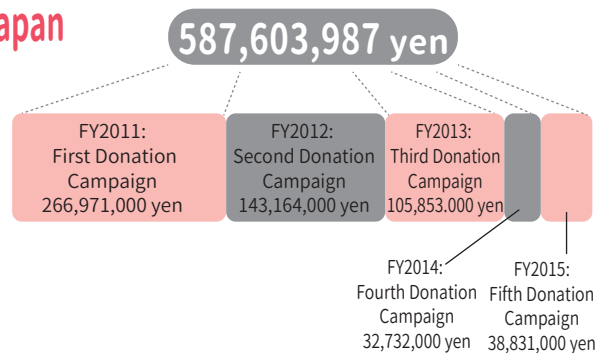 apan
587,603,987 yen
FY2011:
First Donation
Campaign
266,971,000 yen
FY2012:
Second Donation
Campaign
143,164,000 yen
FY2013:
Third Donation
Campaign
105,853.000 yen
FY2014:
Fourth Donation
Campaign
32,732,000 yen
FY2015:
Fifth Donation
Campaign
38,831,000 yen